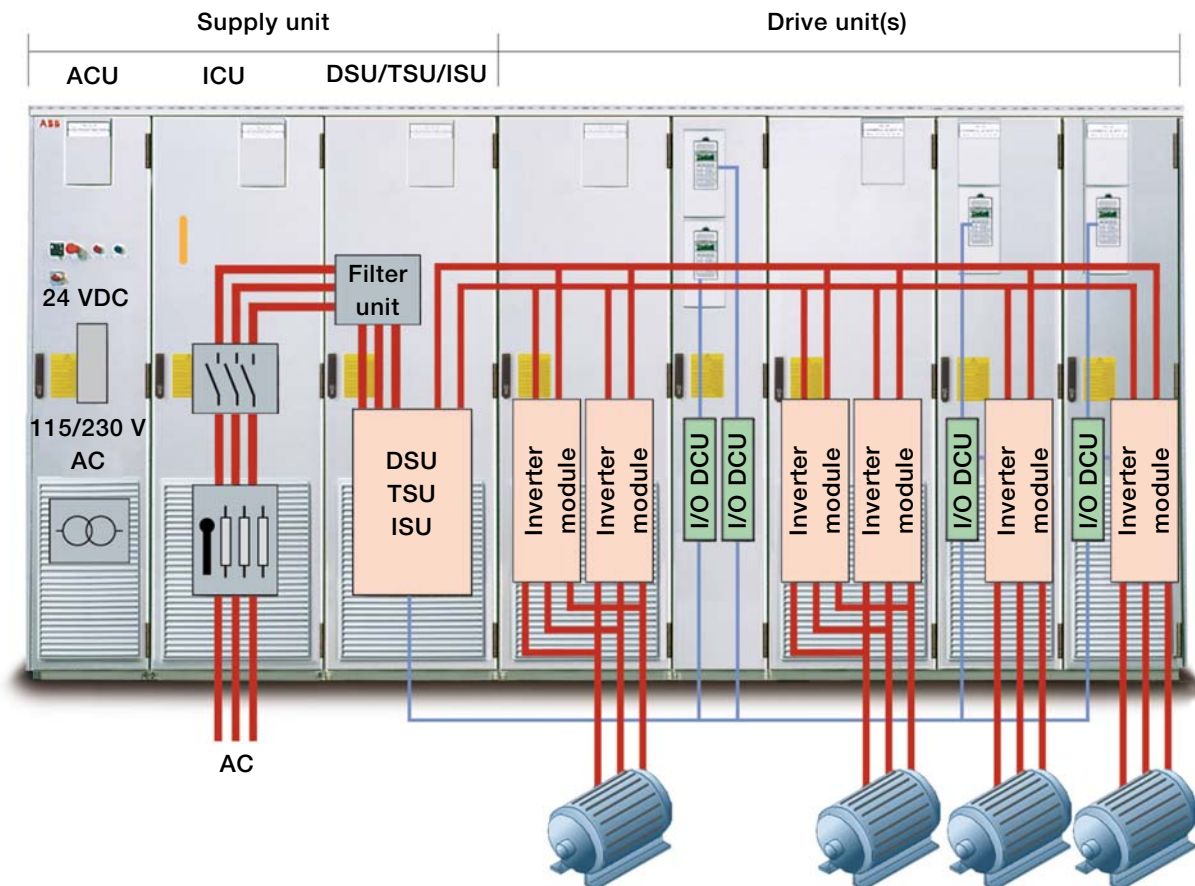 Supply unit
Drive unit(s)
ACU
ICU
DSU/TSU/ISU
ABB
24 VDC
115/230 V
AC
Filter
unit
DSU
TSU
ISU
Inverter
module
Inverter
module
I/O DCU
I/O DCU
Inverter
module
Inverter
module
I/O DCU
Inverter
module
I/O DCU
Inverter
module
AC